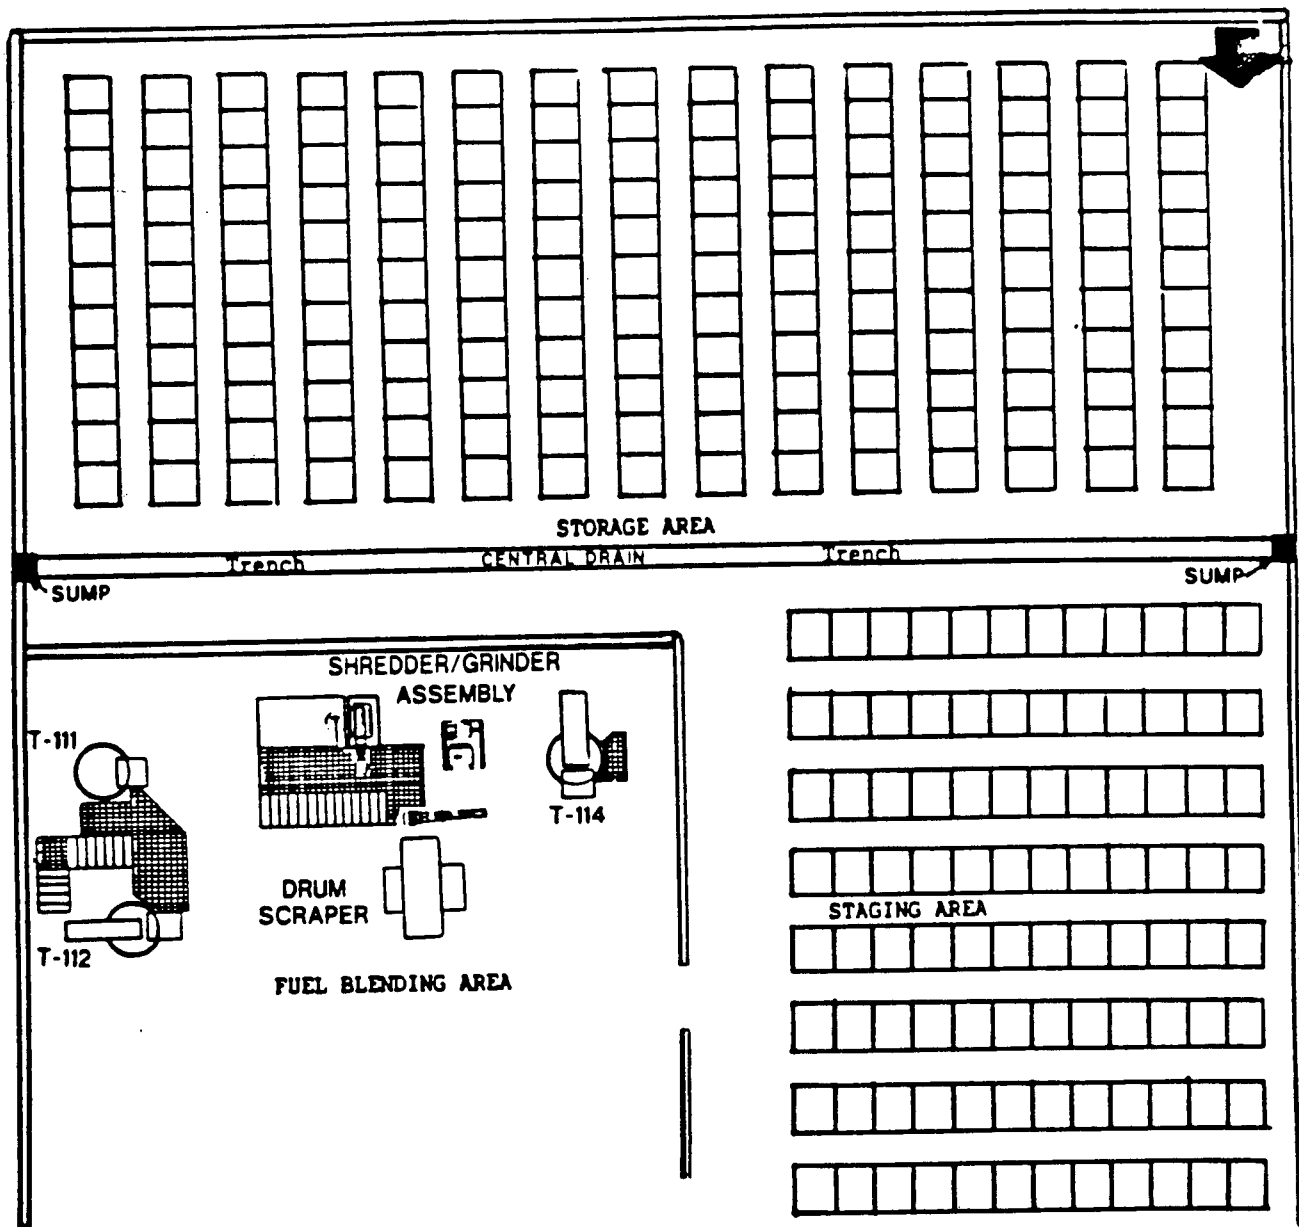 STORAGE AREA
Trench
CENTRAL DRAIN
Trench
SUMP
SUMP
SHREDDER/GRINDER
ASSEMBLY
T-111
T-114
DRUM
SCRAPER
STAGING AREA
T-112
FUEL BLENDING AREA